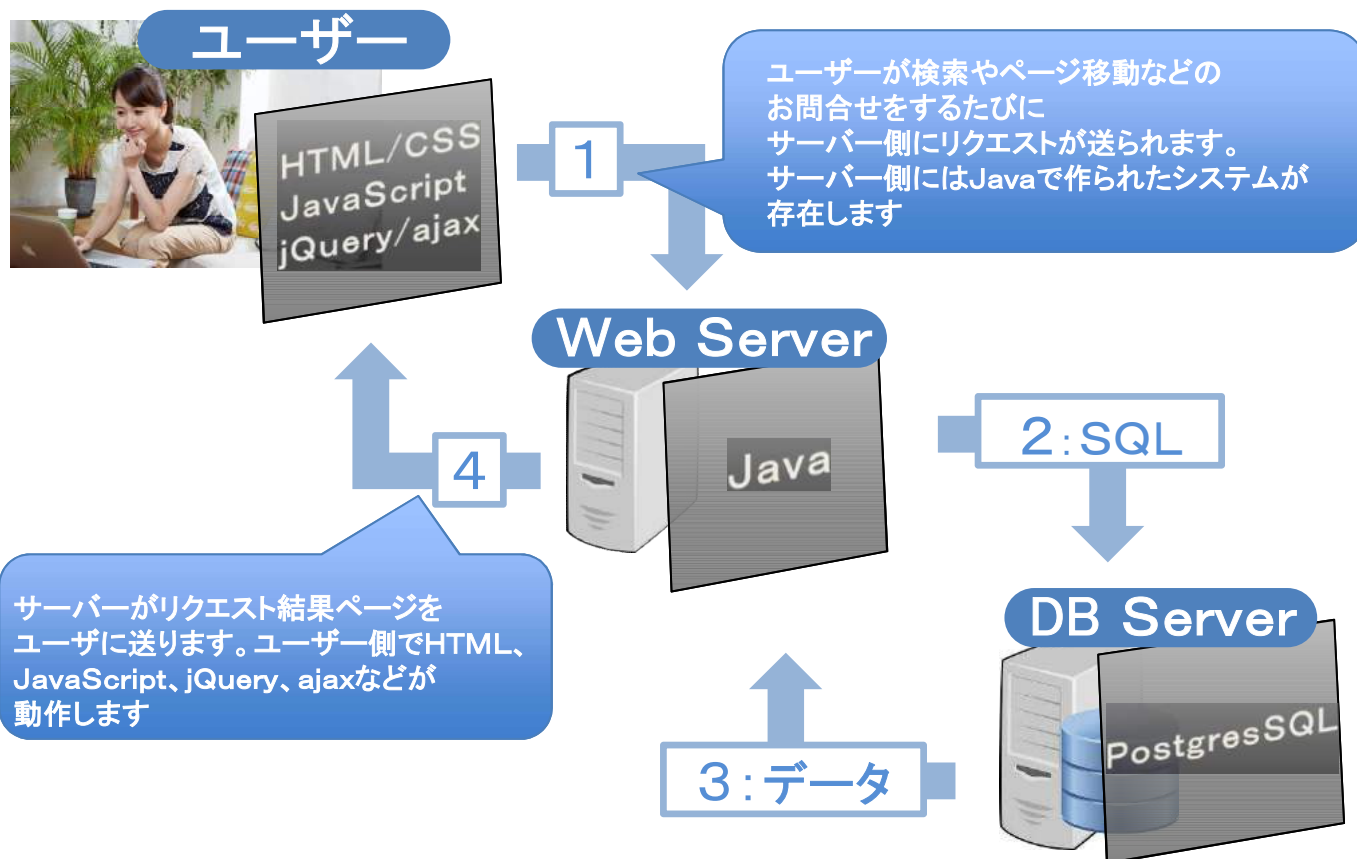 ユーザー
HTML/CSS
JavaScript
jQuery/ajax
1
ユーザーが検索やページ移動などの
お問合せをするたびに
サーバー側にリクエストが送られます。
サーバー側にはJavaで作られたシステムが
存在します
Web Server
Java
2:SQL
4
サーバーがリクエスト結果ページを
ユーザに送ります。ユーザー側でHTML、
JavaScript、jQuery、ajaxなどが
動作します
DB Server
PostgresSQL
3:データ